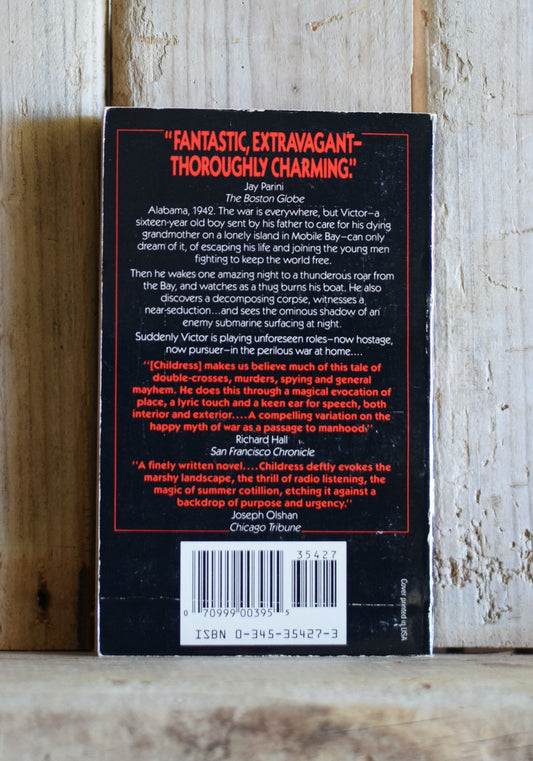 "FANTASTIC, EXTRAVAGANT–
THOROUGHLY CHARMING."
Jay Parini
The Boston Globe
Alabama, 1942. The war is everywhere, but Victor–a
sixteen-year old boy sent by his father to care for his dying
grandmother on a lonely island in Mobile Bay–can only
dream of it, of escaping his life and joining the young men
fighting to keep the world free.
Then he wakes one amazing night to a thunderous roar from
the Bay, and watches as a thug burns his boat. He also
discovers a decomposing corpse, witnesses a
near-seduction...and sees the ominous shadow of an
enemy submarine surfacing at night.
Suddenly Victor is playing unforeseen roles–now hostage,
now pursuer–in the perilous war at home....
"[Childress] makes us believe much of this tale of
double-crosses, murders, spying and general
mayhem. He does this through a magical evocation of
place, a lyric touch and a keen ear for speech, both
interior and exterior....A compelling variation on the
happy myth of war as a passage to manhood."
Richard Hall
San Francisco Chronicle
"A finely written novel....Childress deftly evokes the
marshy landscape, the thrill of radio listening, the
magic of summer cotillion, etching it against a
backdrop of purpose and urgency."
Joseph Olshan
Chicago Tribune
35427
0 70999 00395 5
ISBN 0-345-35427-3
Cover printed in USA